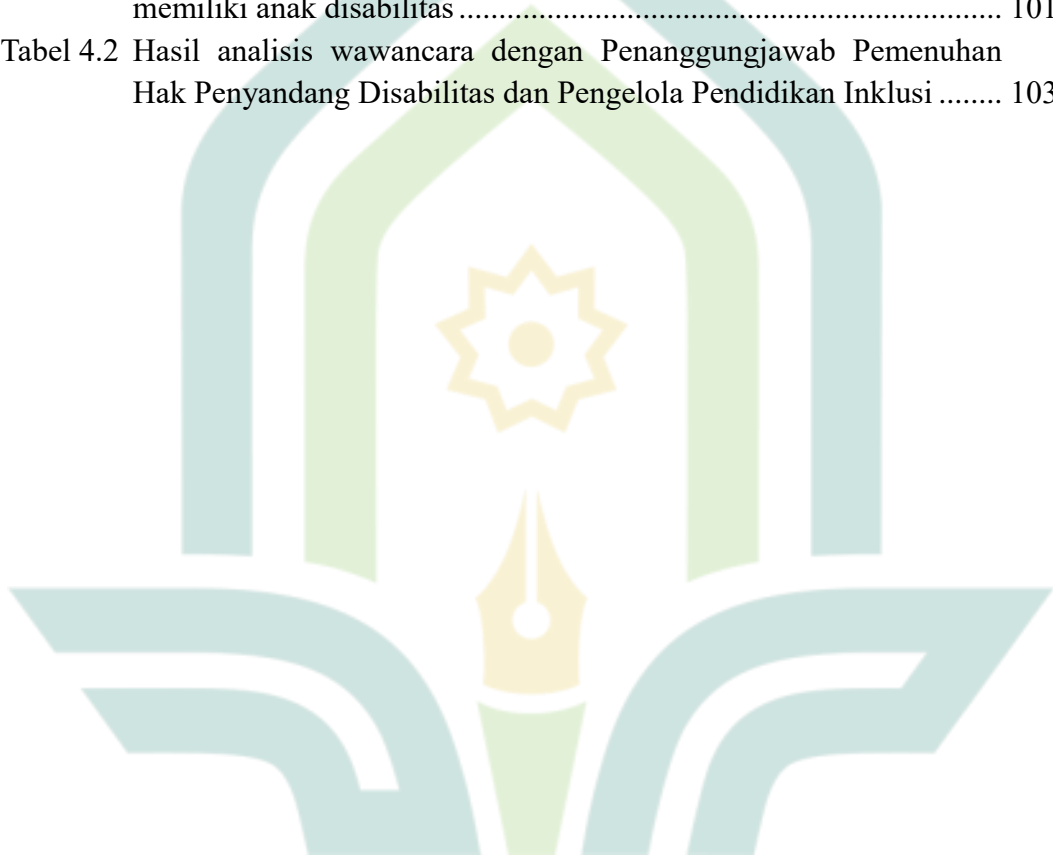 memiliki anak disabilitas ................................................................. 101
Tabel 4.2 Hasil analisis wawancara dengan Penanggungjawab Pemenuhan
Hak Penyandang Disabilitas dan Pengelola Pendidikan Inklusi ........ 103